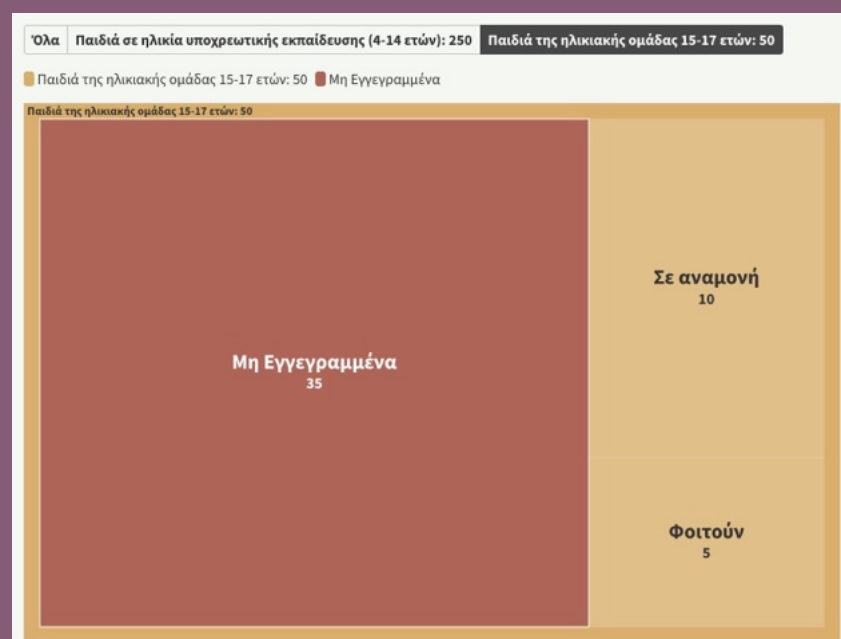 Όλα Παιδιά σε ηλικία υποχρεωτικής εκπαίδευσης (4-14 ετών): 250 Παιδιά της ηλικιακής ομάδας 15-17 ετών: 50
Παιδιά της ηλικιακής ομάδας 15-17 ετών: 50 Μη Εγγεγραμμένα
Παιδιά της ηλικιακής ομάδας 15-17 ετών: 50
Μη Εγγεγραμμένα
35
Σε αναμονή
10
Φοιτούν
5